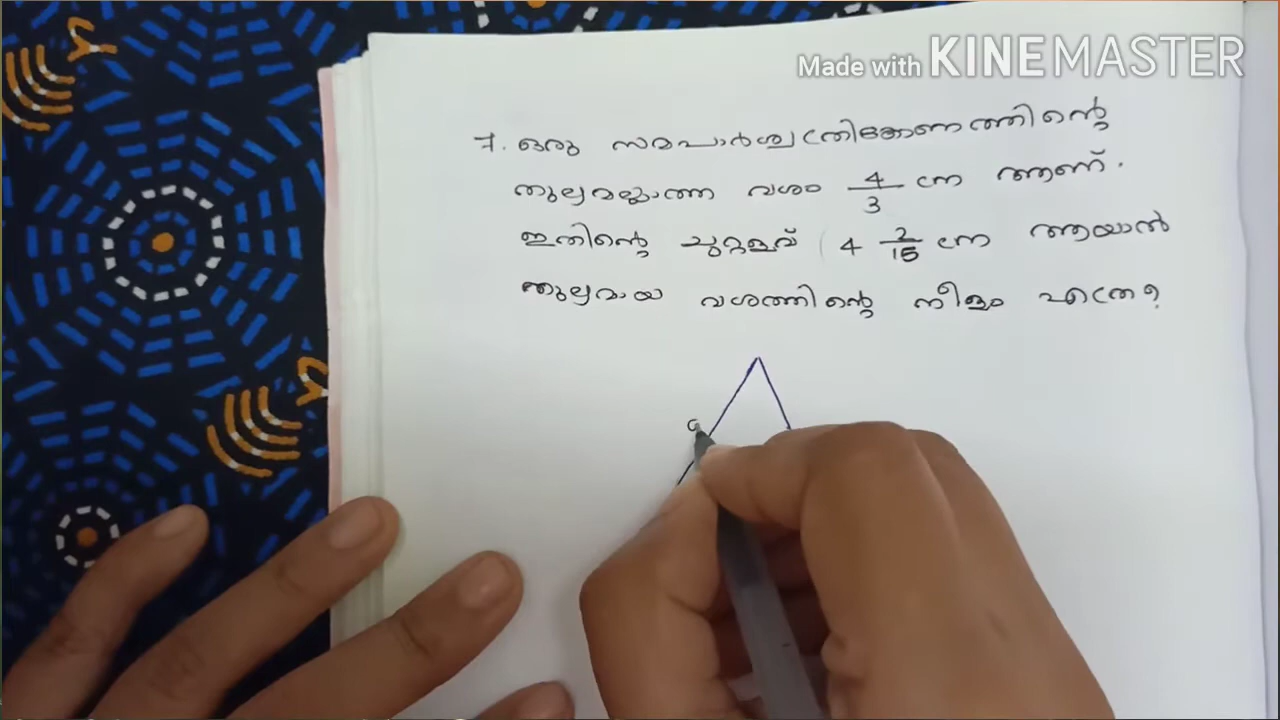 Made with KINEMASTER
7. ഒരു സമപാർശ്വത്രികോണത്തിന്റെ
തുല്യമല്ലാത്ത വശം 4/3 cm ആണ്.
ഇതിന്റെ ചുറ്റളവ് 4 2/15 cm ആയാൽ
തുല്യമായ വശത്തിന്റെ നീളം എത്ര?
a